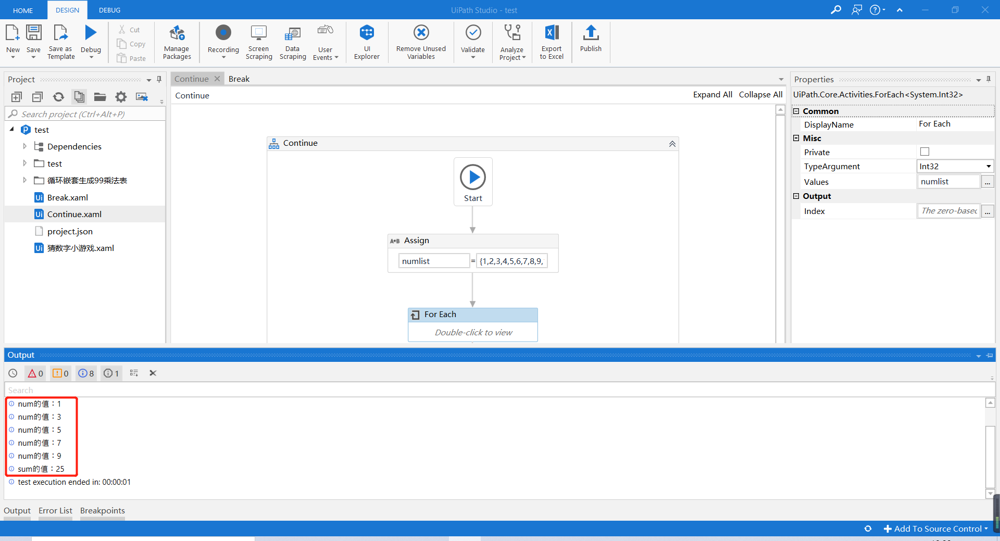 HOME
DESIGN
DEBUG
UiPath Studio - test
New
Save
Save as
Template
Debug
Cut
Copy
Paste
Manage
Packages
Recording
Screen
Scraping
Data
Scraping
User
Events
UI
Explorer
Remove Unused
Variables
Validate
Analyze
Project
Export
to Excel
Publish
Project
Search project (Ctrl+Alt+P)
test
Dependencies
test
循环嵌套生成99乘法表
Break.xaml
Continue.xaml
project.json
猜数字小游戏.xaml
Continue
Break
Continue
Expand All
Collapse All
Continue
Start
A←B
Assign
numlist
=
{1,2,3,4,5,6,7,8,9,
For Each
Double-click to view
Properties
UiPath.Core.Activities.ForEach<System.Int32>
Common
DisplayName
For Each
Misc
Private
TypeArgument
Int32
Values
numlist
...
Output
Index
The zero-based
...
Output
0
0
8
1
Search
num的值：1
num的值：3
num的值：5
num的值：7
num的值：9
sum的值：25
test execution ended in: 00:00:01
Output
Error List
Breakpoints
Add To Source Control